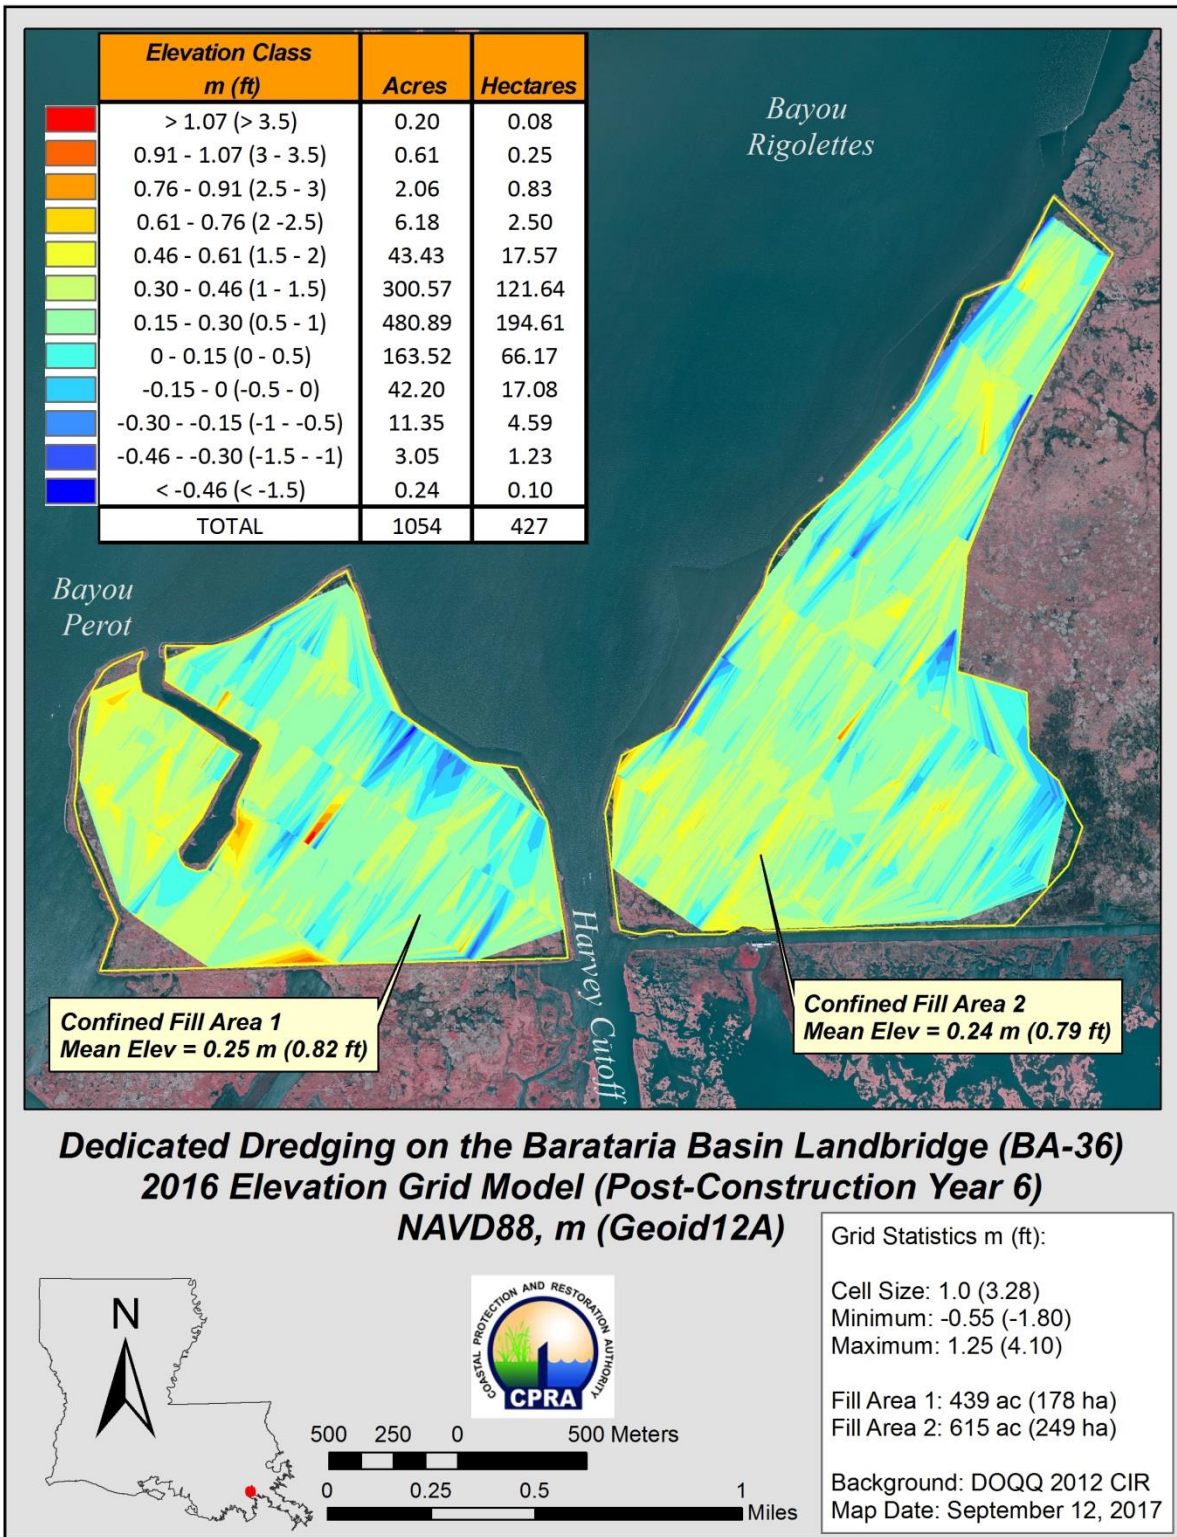 Elevation Class
m (ft) Acres Hectares
> 1.07 (> 3.5) 0.20 0.08
0.91 - 1.07 (3 - 3.5) 0.61 0.25
0.76 - 0.91 (2.5 - 3) 2.06 0.83
0.61 - 0.76 (2 -2.5) 6.18 2.50
0.46 - 0.61 (1.5 - 2) 43.43 17.57
0.30 - 0.46 (1 - 1.5) 300.57 121.64
0.15 - 0.30 (0.5 - 1) 480.89 194.61
0 - 0.15 (0 - 0.5) 163.52 66.17
-0.15 - 0 (-0.5 - 0) 42.20 17.08
-0.30 - -0.15 (-1 - -0.5) 11.35 4.59
-0.46 - -0.30 (-1.5 - -1) 3.05 1.23
< -0.46 (< -1.5) 0.24 0.10
TOTAL 1054 427
Bayou
Rigolettes
Bayou
Perot
Harvey Cutoff
Confined Fill Area 1
Mean Elev = 0.25 m (0.82 ft)
Confined Fill Area 2
Mean Elev = 0.24 m (0.79 ft)
Dedicated Dredging on the Barataria Basin Landbridge (BA-36)
2016 Elevation Grid Model (Post-Construction Year 6)
NAVD88, m (Geoid12A)
N
COASTAL PROTECTION AND RESTORATION AUTHORITY
CPRA
500 250 0 500 Meters
0 0.25 0.5 1
Miles
Grid Statistics m (ft):
Cell Size: 1.0 (3.28)
Minimum: -0.55 (-1.80)
Maximum: 1.25 (4.10)
Fill Area 1: 439 ac (178 ha)
Fill Area 2: 615 ac (249 ha)
Background: DOQQ 2012 CIR
Map Date: September 12, 2017